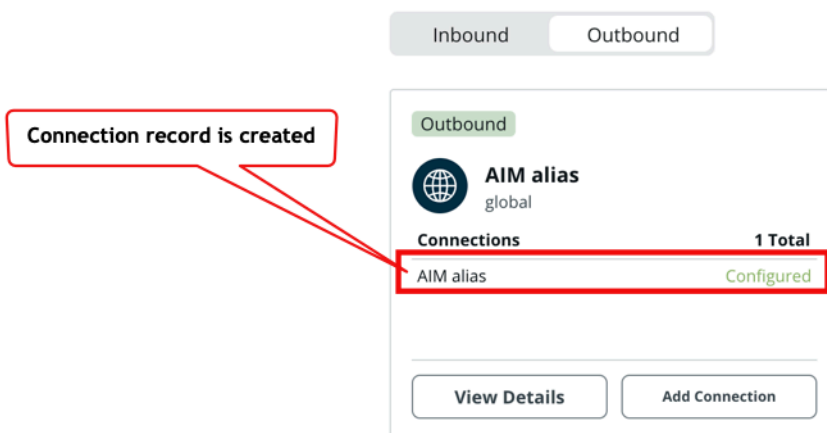 Inbound Outbound
Connection record is created
Outbound
AIM alias
global
Connections 1 Total
AIM alias Configured
View Details Add Connection